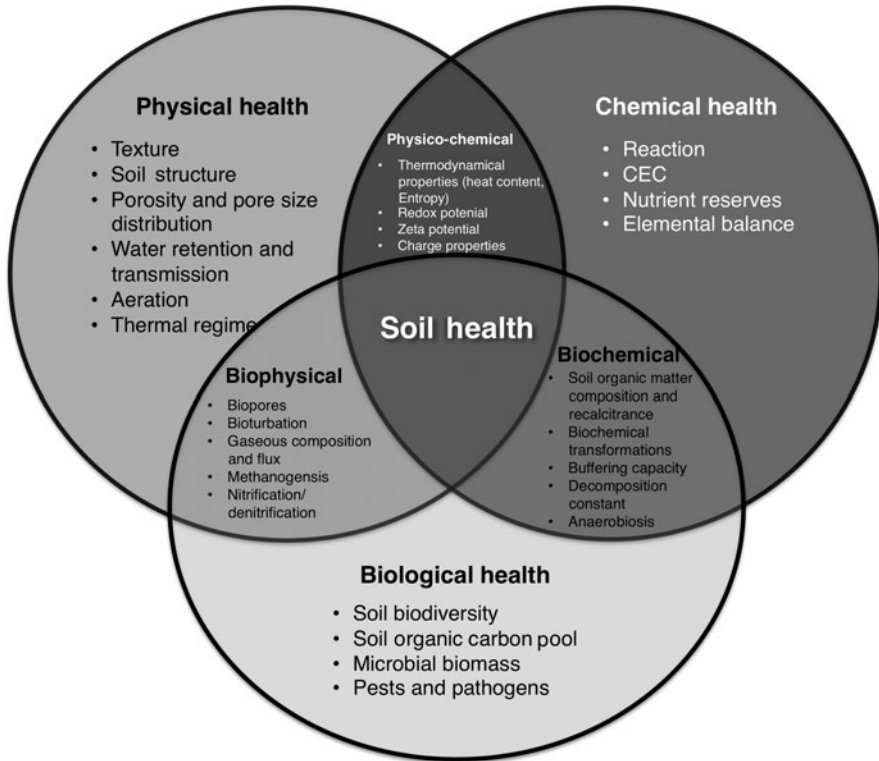 Physical health
• Texture
• Soil structure
• Porosity and pore size
distribution
• Water retention and
transmission
• Aeration
• Thermal regime
Physico-chemical
• Thermodynamical
properties (heat content,
Entropy)
• Redox potenial
• Zeta potential
• Charge properties
Chemical health
• Reaction
• CEC
• Nutrient reserves
• Elemental balance
Soil health
Biophysical
• Biopores
• Bioturbation
• Gaseous composition
and flux
• Methanogensis
• Nitrification/
denitrification
Biochemical
• Soil organic matter
composition and
recalcitrance
• Biochemical
transformations
• Buffering capacity
• Decomposition
constant
• Anaerobiosis
Biological health
• Soil biodiversity
• Soil organic carbon pool
• Microbial biomass
• Pests and pathogens